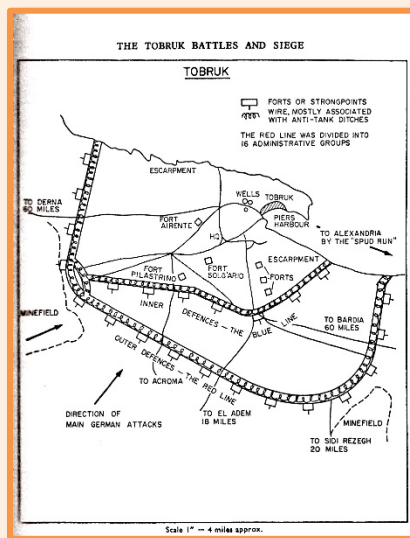 THE TOBRUK BATTLES AND SIEGE
TOBRUK
FORTS OR STRONGPOINTS
WIRE, MOSTLY ASSOCIATED
WITH ANTI-TANK DITCHES
THE RED LINE WAS DIVIDED INTO
16 ADMINISTRATIVE GROUPS
ESCARPMENT
WELLS
TOBRUK
TO DERNA
60 MILES
FORT
AIRENTE
PIERS
HARBOUR
HQ
TO ALEXANDRIA
BY THE "SPUD RUN"
FORT
PILASTRINO
FORT
SOLARIO
ESCARPMENT
FORTS
INNER DEFENCES — THE BLUE LINE
MINEFIELD
TO BARDIA
60 MILES
OUTER DEFENCES — THE RED LINE
TO ACROMA
DIRECTION OF
MAIN GERMAN ATTACKS
TO EL ADEM
18 MILES
MINEFIELD
TO SIDI REZEGH
20 MILES
Scale 1" — 4 miles approx.